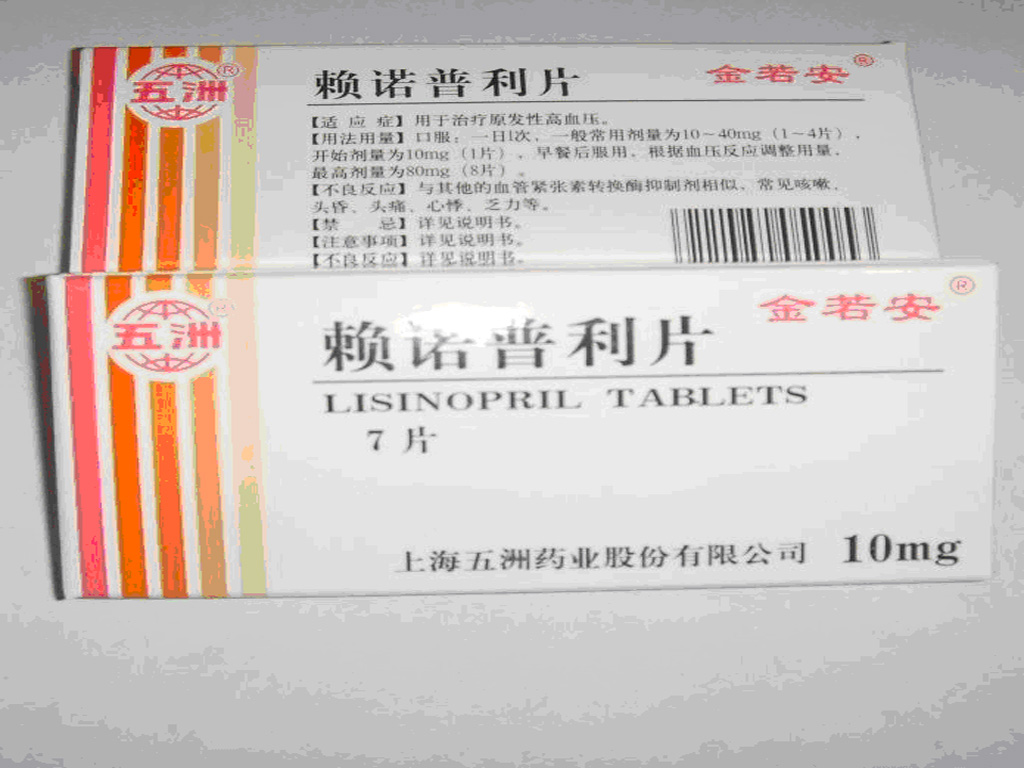 五洲®
赖诺普利片
金若安®
【适 应 症】用于治疗原发性高血压。
【用法用量】口服：一日1次，一般常用剂量为10～40mg（1～4片），
开始剂量为10mg（1片），早餐后服用，根据血压反应调整用量，
最高剂量为80mg（8片）。
【不良反应】与其他的血管紧张素转换酶抑制剂相似，常见咳嗽、
头昏、头痛、心悸、乏力等。
【禁 忌】详见说明书。
【注意事项】详见说明书。
【不良反应】详见说明书。
五洲®
金若安®
赖诺普利片
LISINOPRIL TABLETS
7 片
上海五洲药业股份有限公司 10mg